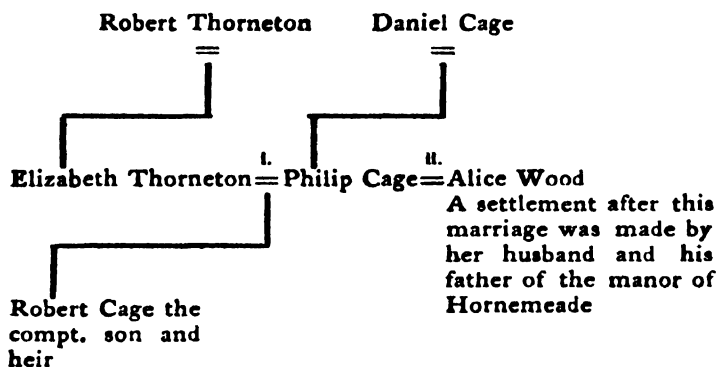 Robert Thorneton Daniel Cage
= =
I. II.
Elizabeth Thorneton=Philip Cage=Alice Wood
A settlement after this
marriage was made by
her husband and his
father of the manor of
Hornemeade
Robert Cage the
compt. son and
heir